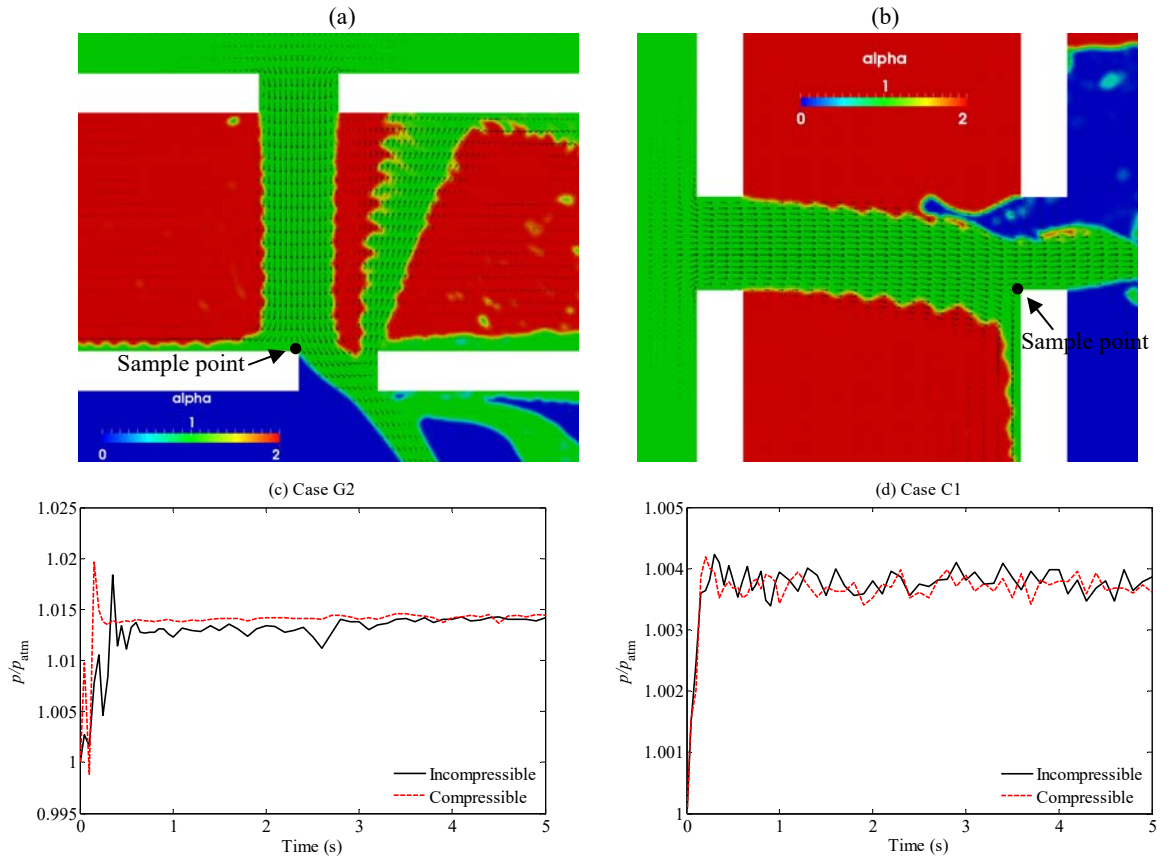 (a)
(b)
alpha
1
0 2
Sample point
alpha
1
0 2
Sample point
(c) Case G2
1.025
1.02
1.015
1.01
1.005
1
0.995
p/p_atm
0 1 2 3 4 5
Time (s)
Incompressible
Compressible
(d) Case C1
1.005
1.004
1.003
1.002
1.001
1
p/p_atm
0 1 2 3 4 5
Time (s)
Incompressible
Compressible